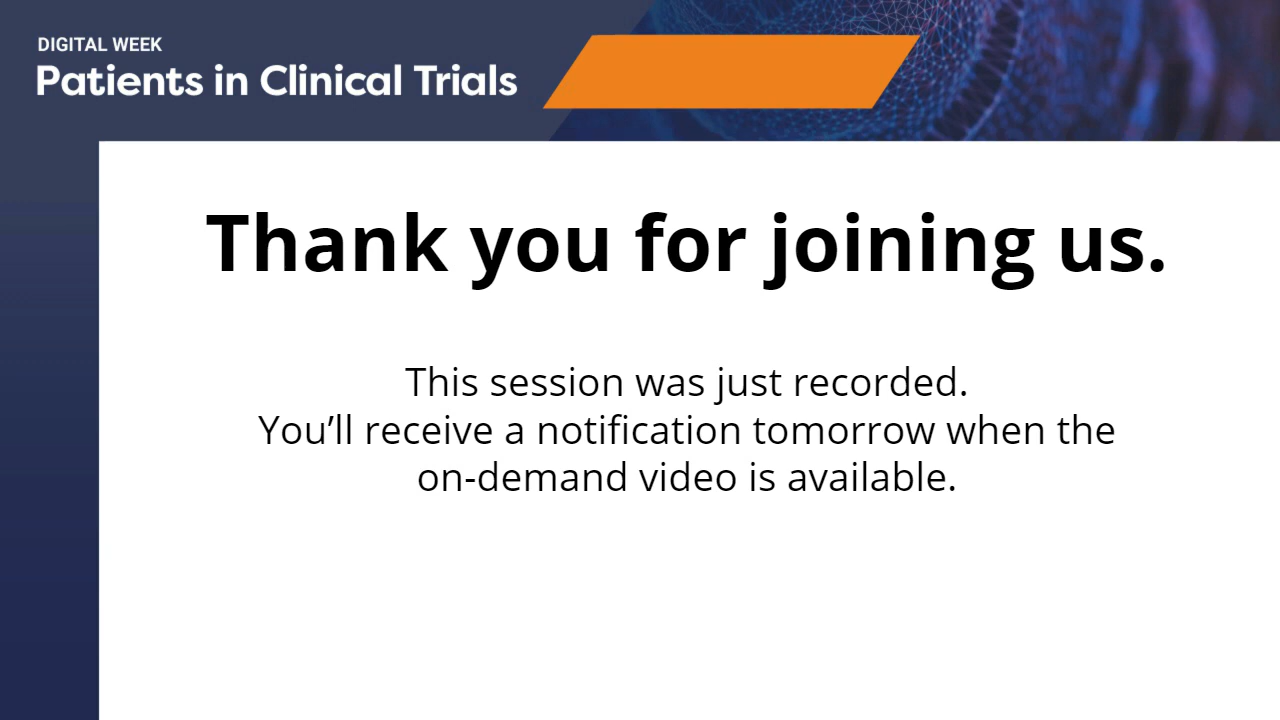 DIGITAL WEEK
Patients in Clinical Trials
Thank you for joining us.
This session was just recorded.
You’ll receive a notification tomorrow when the
on-demand video is available.